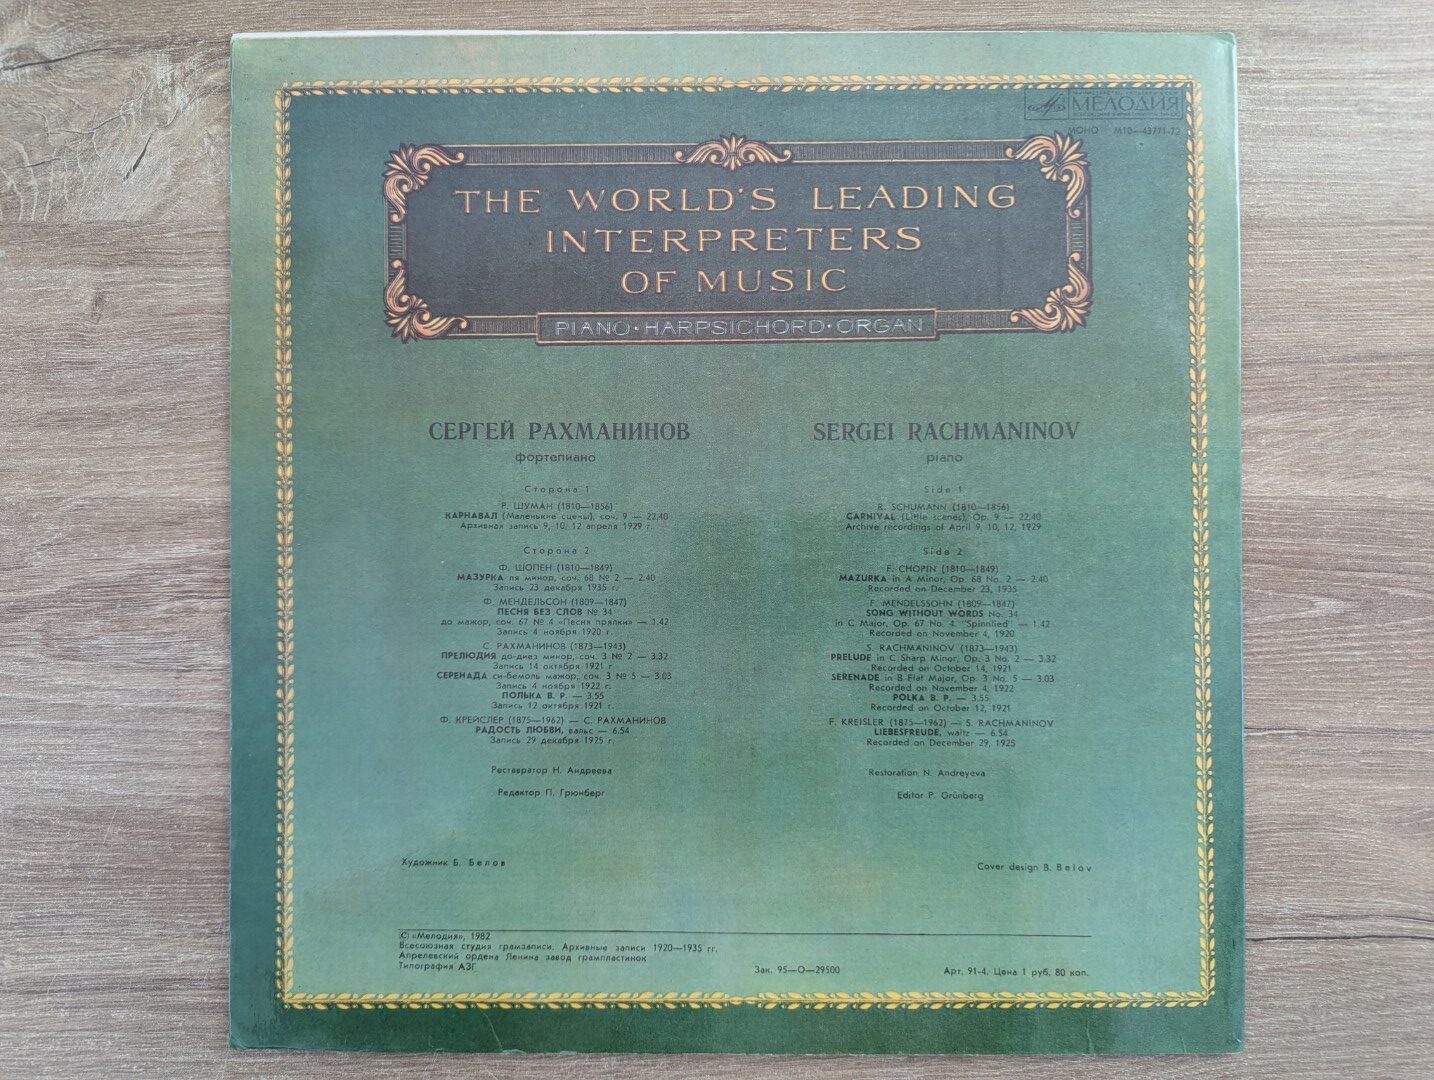 МЕЛОДИЯ
МОНО М10—43771-72
THE WORLD'S LEADING
INTERPRETERS
OF MUSIC
PIANO·HARPSICHORD·ORGAN
СЕРГЕЙ РАХМАНИНОВ
фортепиано
Сторона 1
Р. ШУМАН (1810—1856)
КАРНАВАЛ (Маленькие сцены), соч. 9 — 22.40
Архивная запись 9, 10, 12 апреля 1929 г.
Сторона 2
Ф. ШОПЕН (1810—1849)
МАЗУРКА ля минор, соч. 68 № 2 — 2.40
Запись 23 декабря 1935 г.
Ф. МЕНДЕЛЬСОН (1809—1847)
ПЕСНЯ БЕЗ СЛОВ № 34
до мажор, соч. 67 № 4 «Песня прялки» — 1.42
Запись 4 ноября 1920 г.
С. РАХМАНИНОВ (1873—1943)
ПРЕЛЮДИЯ до-диез минор, соч. 3 № 2 — 3.32
Запись 14 октября 1921 г
СЕРЕНАДА си-бемоль мажор, соч. 3 № 5 — 3.03
Запись 4 ноября 1922 г.
ПОЛЬКА В. Р. — 3.55
Запись 12 октября 1921 г.
Ф. КРЕЙСЛЕР (1875—1962) — С. РАХМАНИНОВ
РАДОСТЬ ЛЮБВИ, вальс — 6.54
Запись 29 декабря 1925 г.
Реставратор Н. Андреева
Редактор П. Грюнберг
SERGEI RACHMANINOV
piano
Side 1
R. SCHUMANN (1810—1856)
CARNIVAL (Little scenes), Op. 9 — 22.40
Archive recordings of April 9, 10, 12, 1929
Side 2
F. CHOPIN (1810—1849)
MAZURKA in A Minor, Op. 68 No. 2 — 2.40
Recorded on December 23, 1935
F. MENDELSSOHN (1809—1847)
SONG WITHOUT WORDS No. 34
in C Major, Op. 67 No. 4. "Spinnlied" — 1.42
Recorded on November 4, 1920
S. RACHMANINOV (1873—1943)
PRELUDE in C Sharp Minor, Op. 3 No. 2 — 3.32
Recorded on October 14, 1921
SERENADE in B Flat Major, Op. 3 No. 5 — 3.03
Recorded on November 4, 1922
POLKA B. P. — 3.55
Recorded on October 12, 1921
F. KREISLER (1875—1962) — S. RACHMANINOV
LIEBESFREUDE, waltz — 6.54
Recorded on December 29, 1925
Restoration N. Andreyeva
Editor P. Grünberg
Художник Б. Белов
Cover design B. Belov
© «Мелодия», 1982
Всесоюзная студия грамзаписи. Архивные записи 1920—1935 гг.
Апрелевский ордена Ленина завод грампластинок
Типография АЗГ
Зак. 95—О—29500
Арт. 91-4. Цена 1 руб. 80 коп.